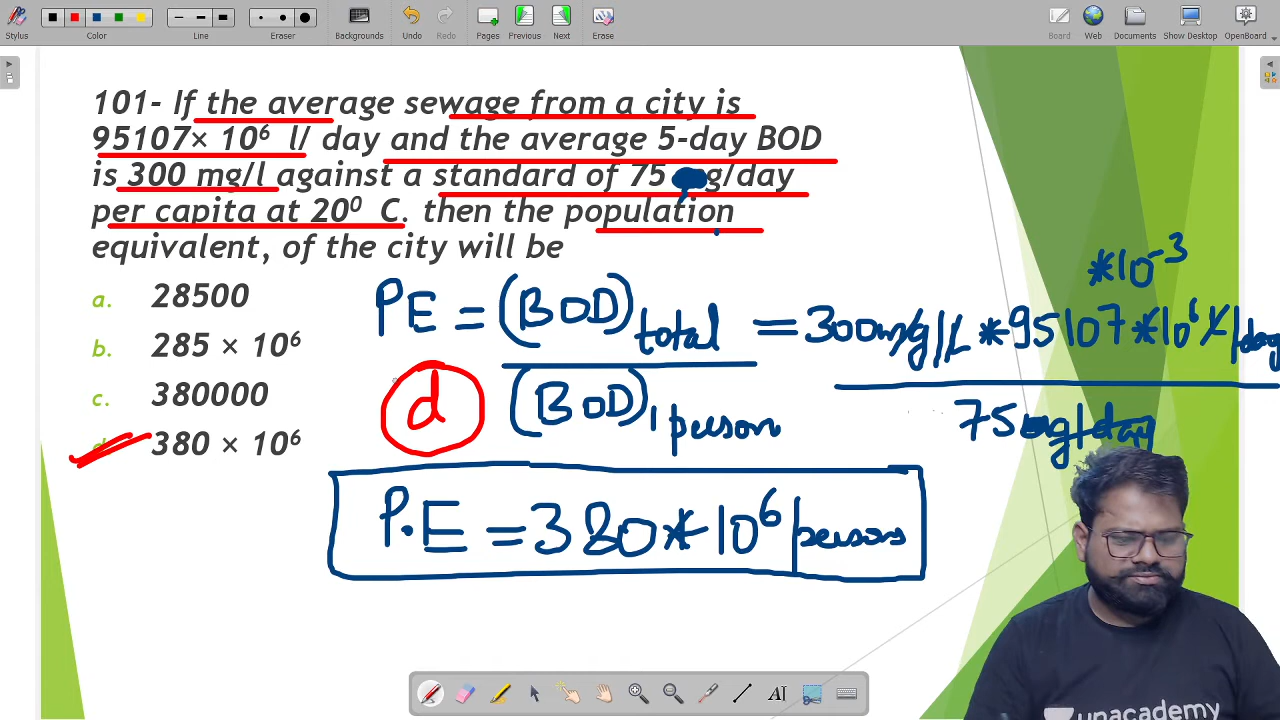 Stylus
Color
Line
Eraser
Backgrounds
Undo
Redo
Pages
Previous
Next
Erase
Board
Web
Documents
Show Desktop
OpenBoard
101- If the average sewage from a city is
95107× 10⁶ l/ day and the average 5-day BOD
is 300 mg/l against a standard of 75 g/day
per capita at 20⁰ C. then the population
equivalent, of the city will be
a. 28500
b. 285 × 10⁶
c. 380000
380 × 10⁶
*10⁻³
PE = (BOD)total = 300mg/L * 95107 *10⁶ L/day
(BOD)1 person 75 mg/day
d
P.E = 380*10⁶ persons
unacademy